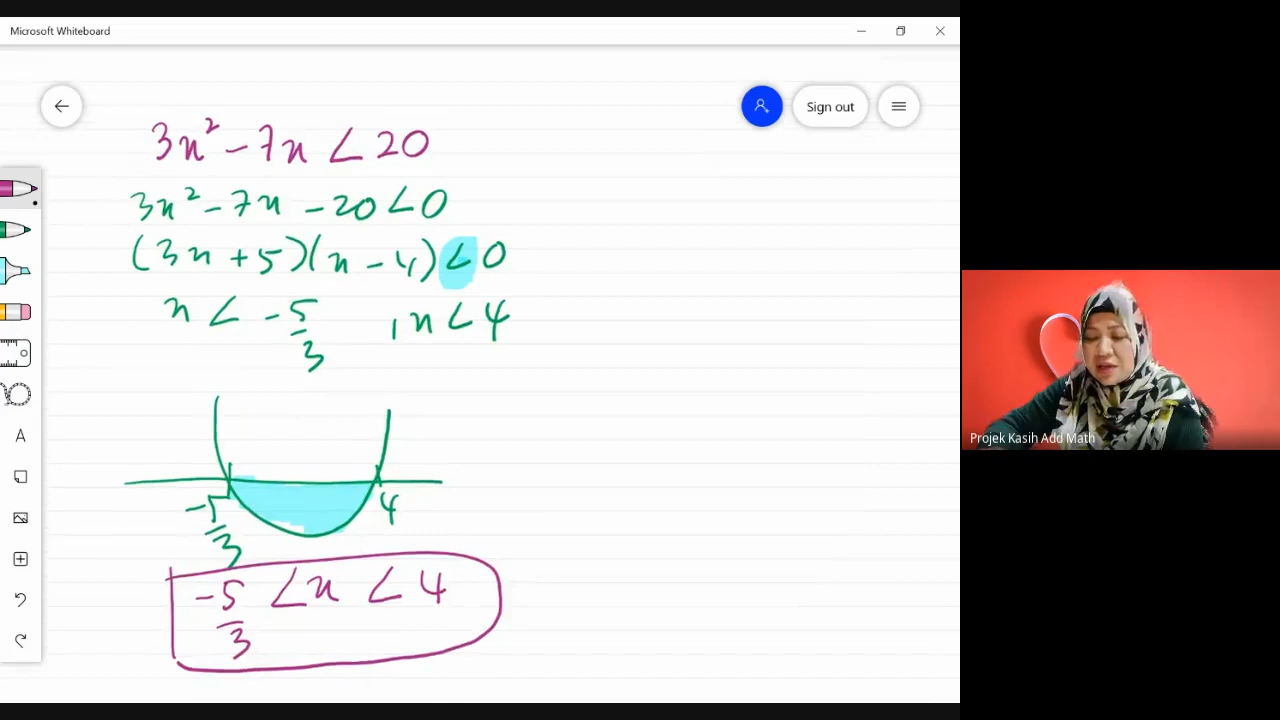 Microsoft Whiteboard
Sign out
3x² - 7x < 20
3x² - 7x - 20 < 0
(3x + 5)(x - 4) < 0
x < -5/3 , x < 4
-5/3 4
-5/3 < x < 4
A
Projek Kasih Add Math